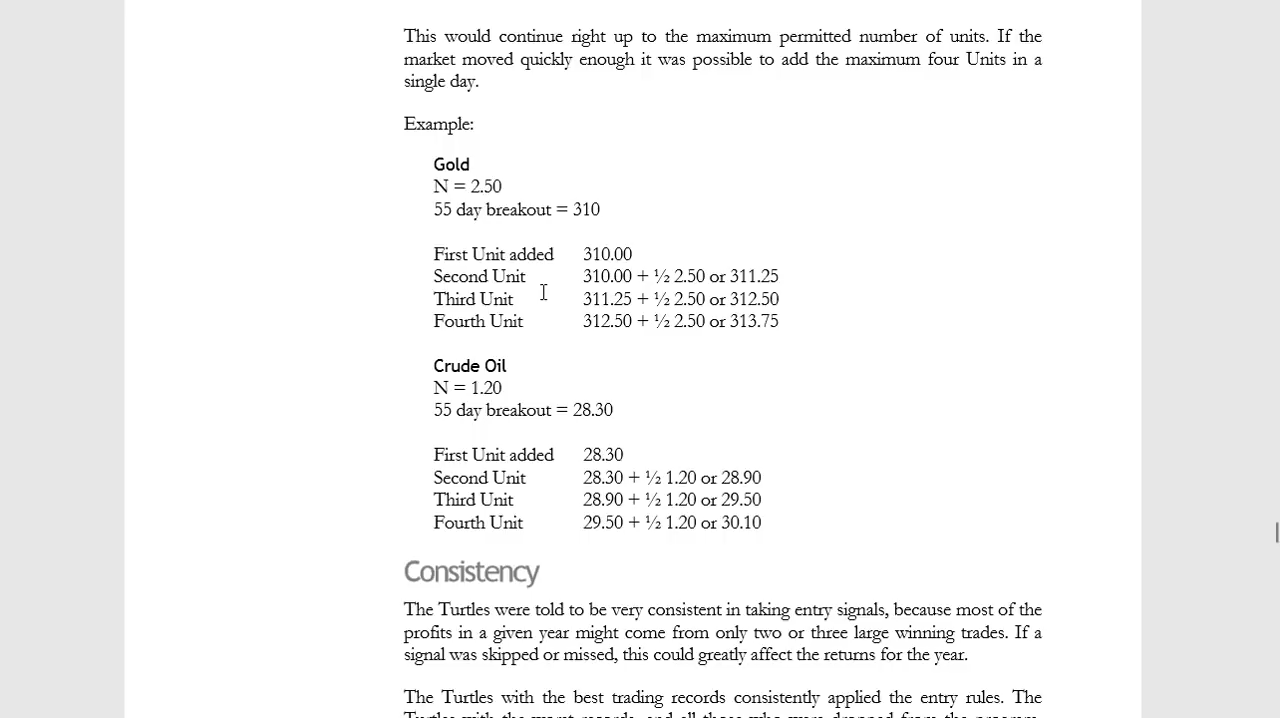 This would continue right up to the maximum permitted number of units. If the
market moved quickly enough it was possible to add the maximum four Units in a
single day.
Example:
Gold
N = 2.50
55 day breakout = 310
First Unit added 310.00
Second Unit 310.00 + ½ 2.50 or 311.25
Third Unit 311.25 + ½ 2.50 or 312.50
Fourth Unit 312.50 + ½ 2.50 or 313.75
Crude Oil
N = 1.20
55 day breakout = 28.30
First Unit added 28.30
Second Unit 28.30 + ½ 1.20 or 28.90
Third Unit 28.90 + ½ 1.20 or 29.50
Fourth Unit 29.50 + ½ 1.20 or 30.10
Consistency
The Turtles were told to be very consistent in taking entry signals, because most of the
profits in a given year might come from only two or three large winning trades. If a
signal was skipped or missed, this could greatly affect the returns for the year.
The Turtles with the best trading records consistently applied the entry rules. The